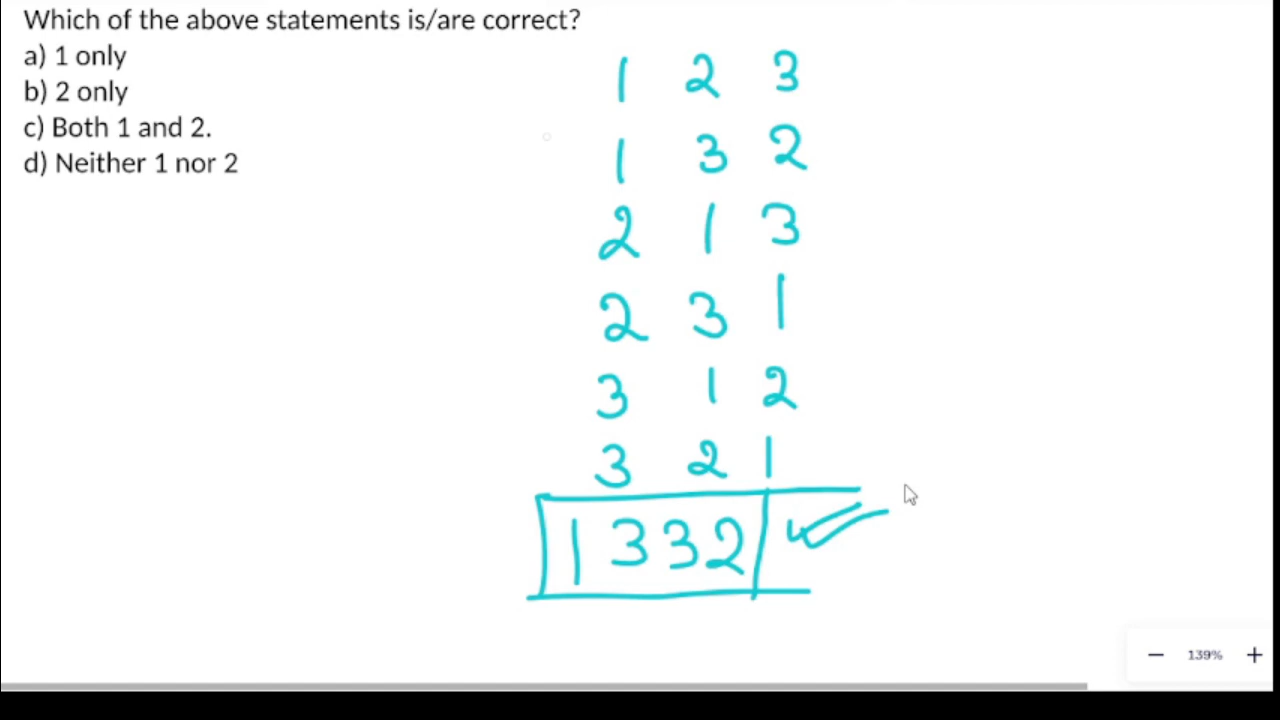 Which of the above statements is/are correct?
a) 1 only
b) 2 only
c) Both 1 and 2.
d) Neither 1 nor 2
1 2 3
1 3 2
2 1 3
2 3 1
3 1 2
3 2 1
1332
139%